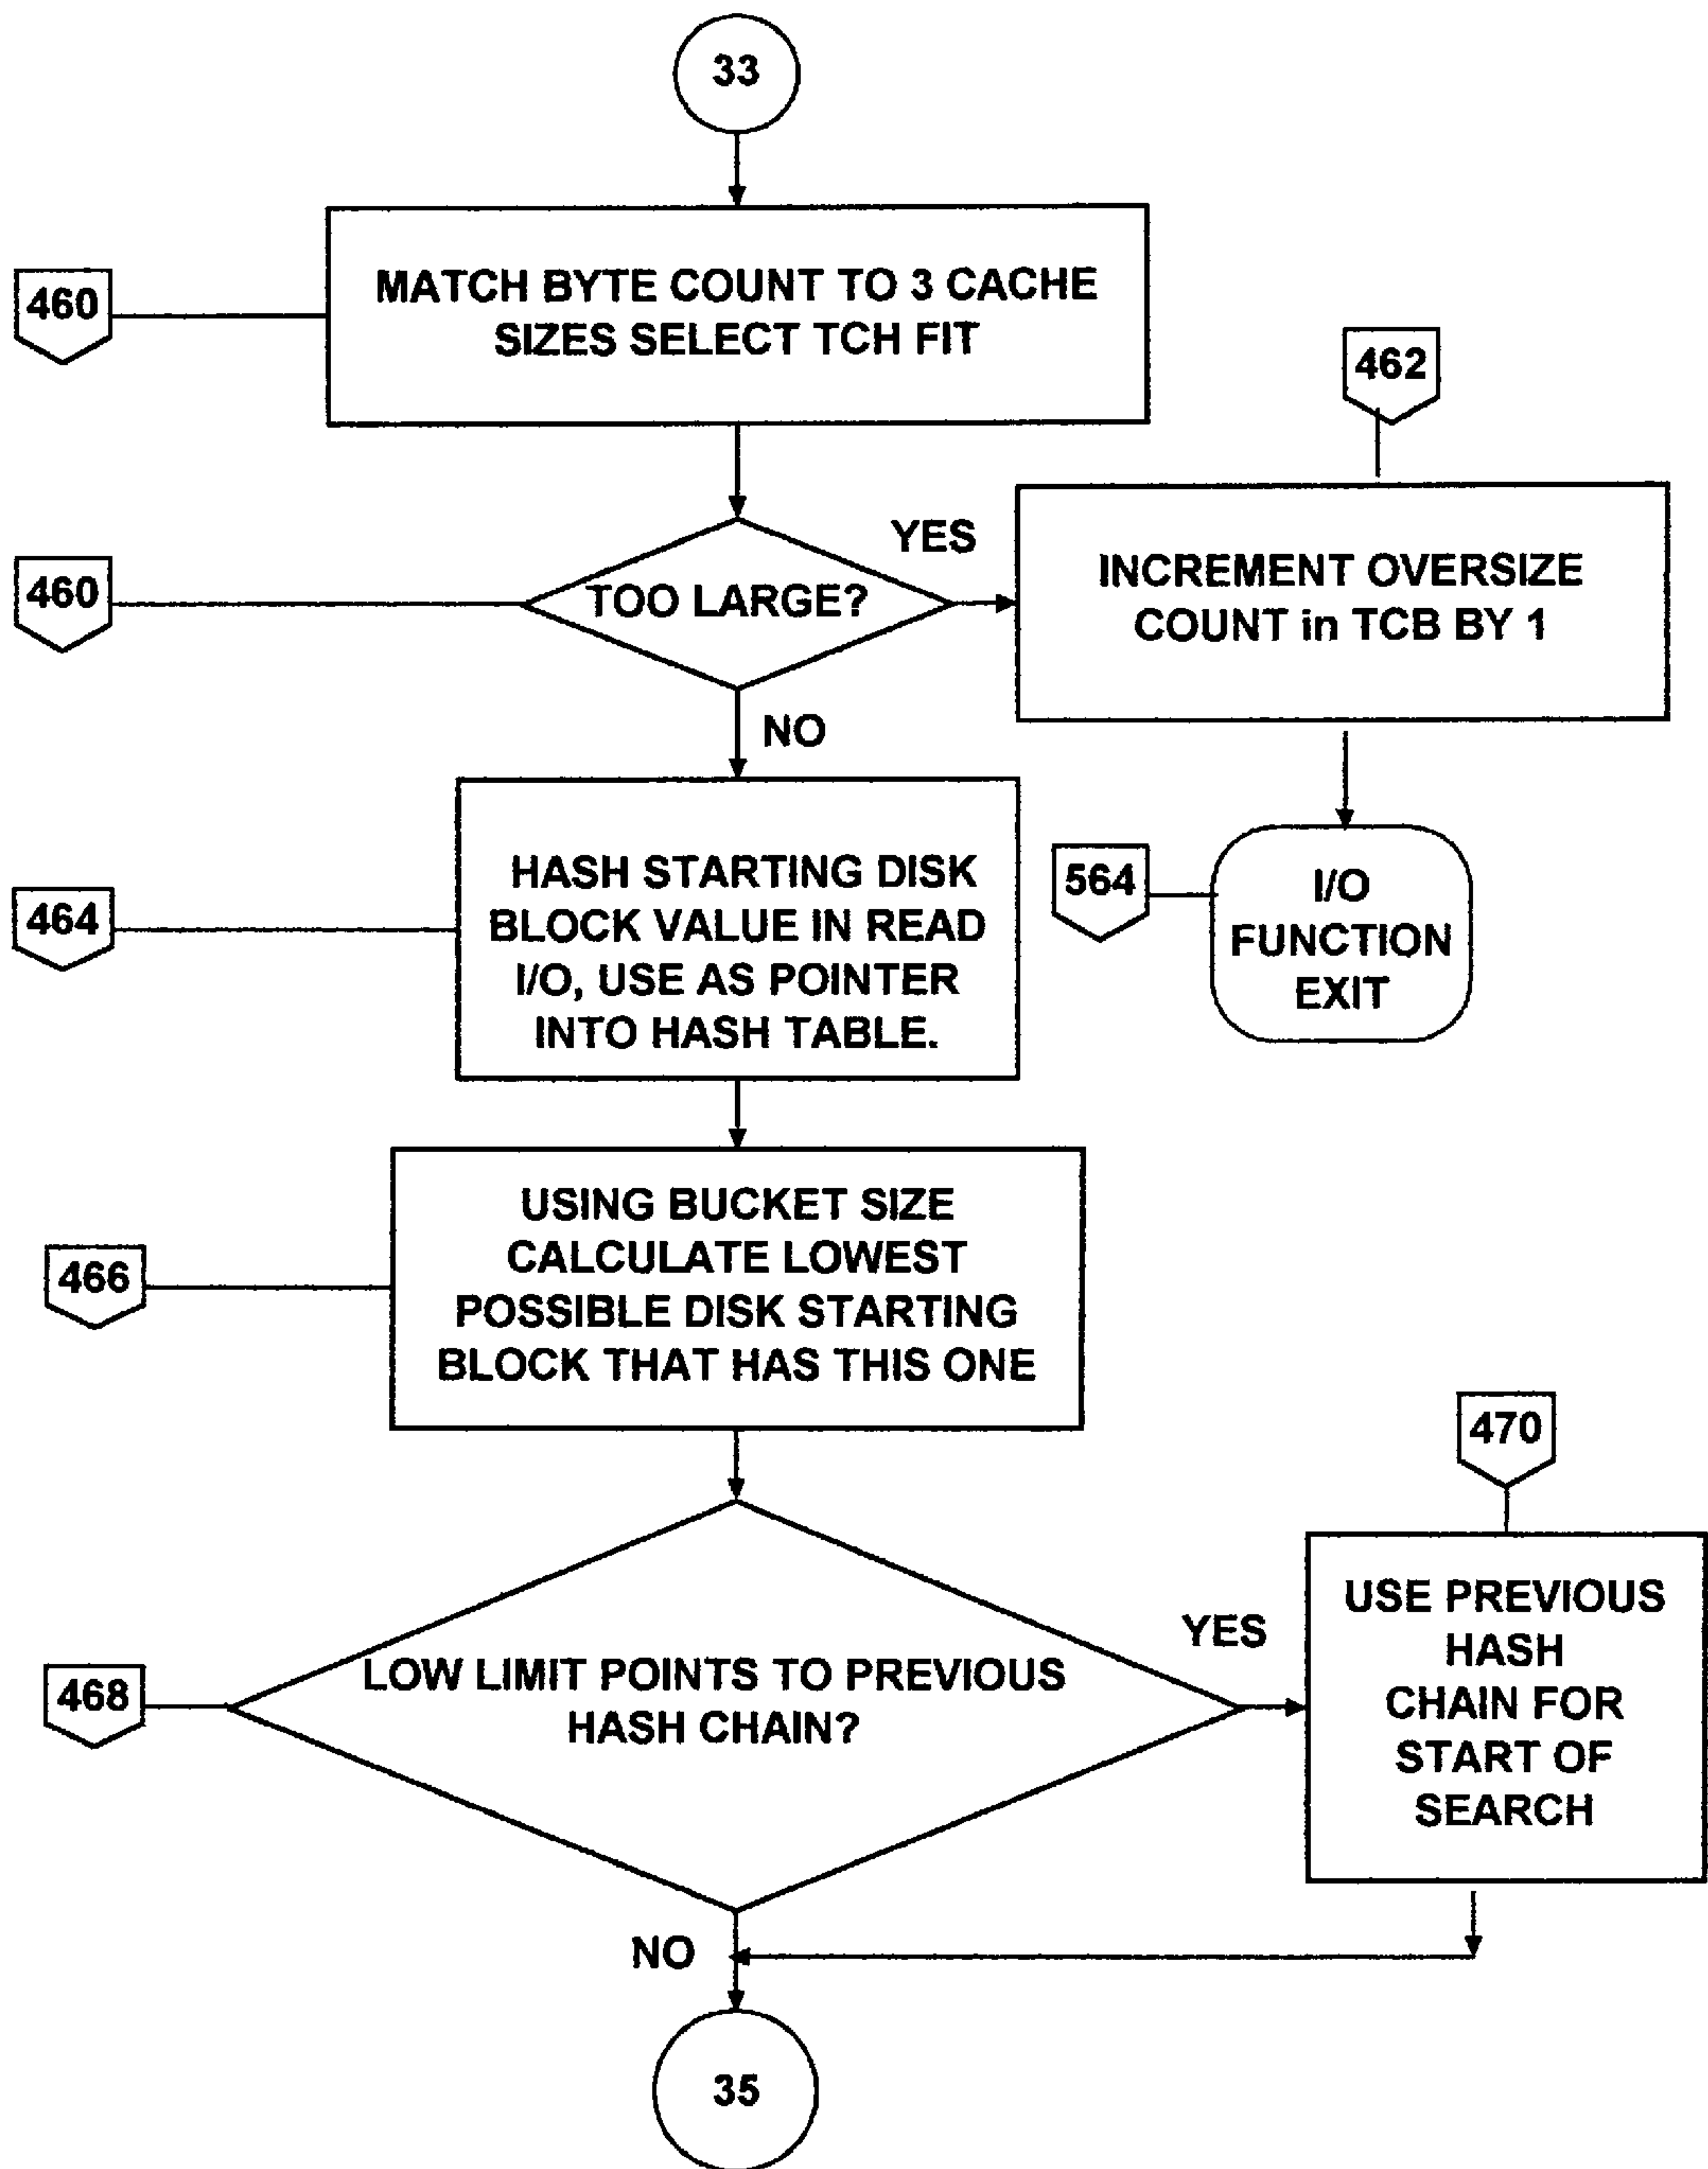 33
460
MATCH BYTE COUNT TO 3 CACHE
SIZES SELECT TCH FIT
462
460
TOO LARGE?
YES
INCREMENT OVERSIZE
COUNT in TCB BY 1
NO
464
HASH STARTING DISK
BLOCK VALUE IN READ
I/O, USE AS POINTER
INTO HASH TABLE.
564
I/O
FUNCTION
EXIT
466
USING BUCKET SIZE
CALCULATE LOWEST
POSSIBLE DISK STARTING
BLOCK THAT HAS THIS ONE
470
468
LOW LIMIT POINTS TO PREVIOUS
HASH CHAIN?
YES
USE PREVIOUS
HASH
CHAIN FOR
START OF
SEARCH
NO
35